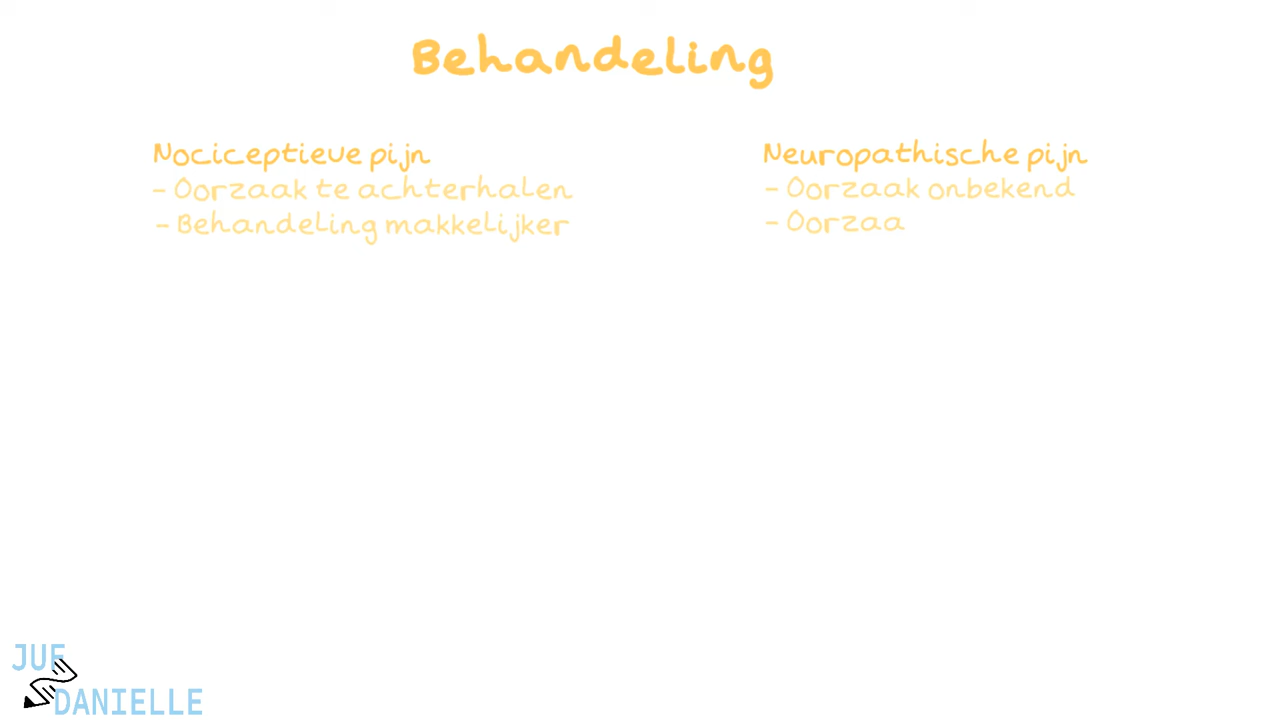 Behandeling
Nociceptieve pijn
- Oorzaak te achterhalen
- Behandeling makkelijker
Neuropathische pijn
- Oorzaak onbekend
- Oorzaa
JUF
DANIELLE